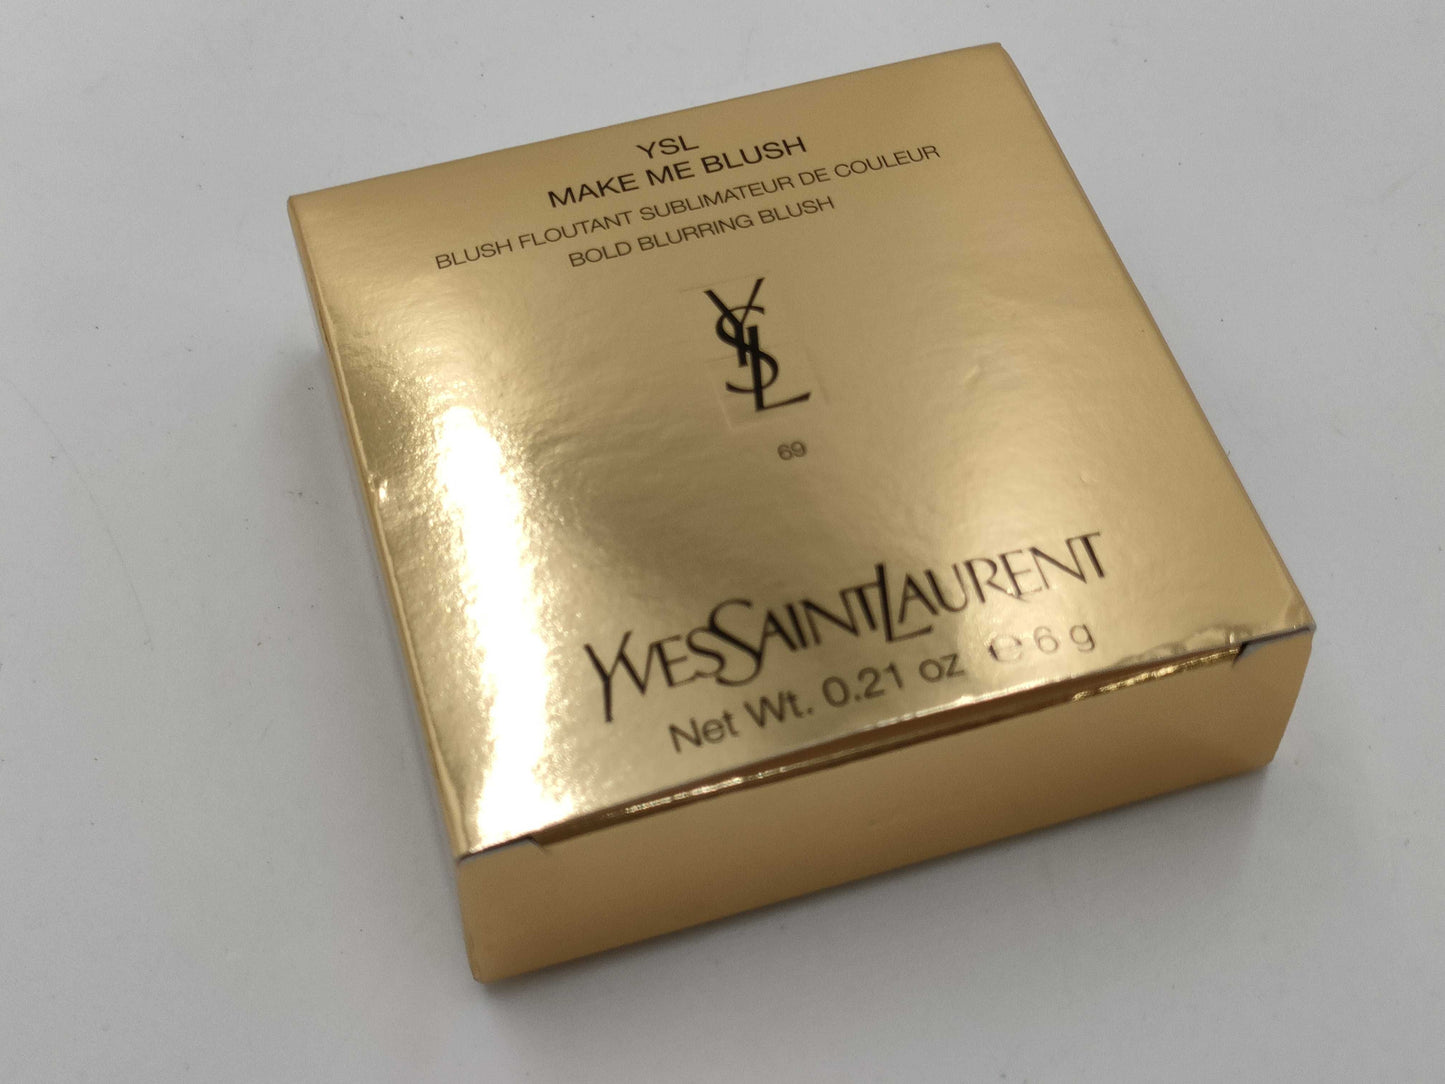 YSL
MAKE ME BLUSH
BLUSH FLOUTANT SUBLIMATEUR DE COULEUR
BOLD BLURRING BLUSH
YSL
69
YVESSAINTLAURENT
Net Wt. 0.21 oz ℮ 6 g